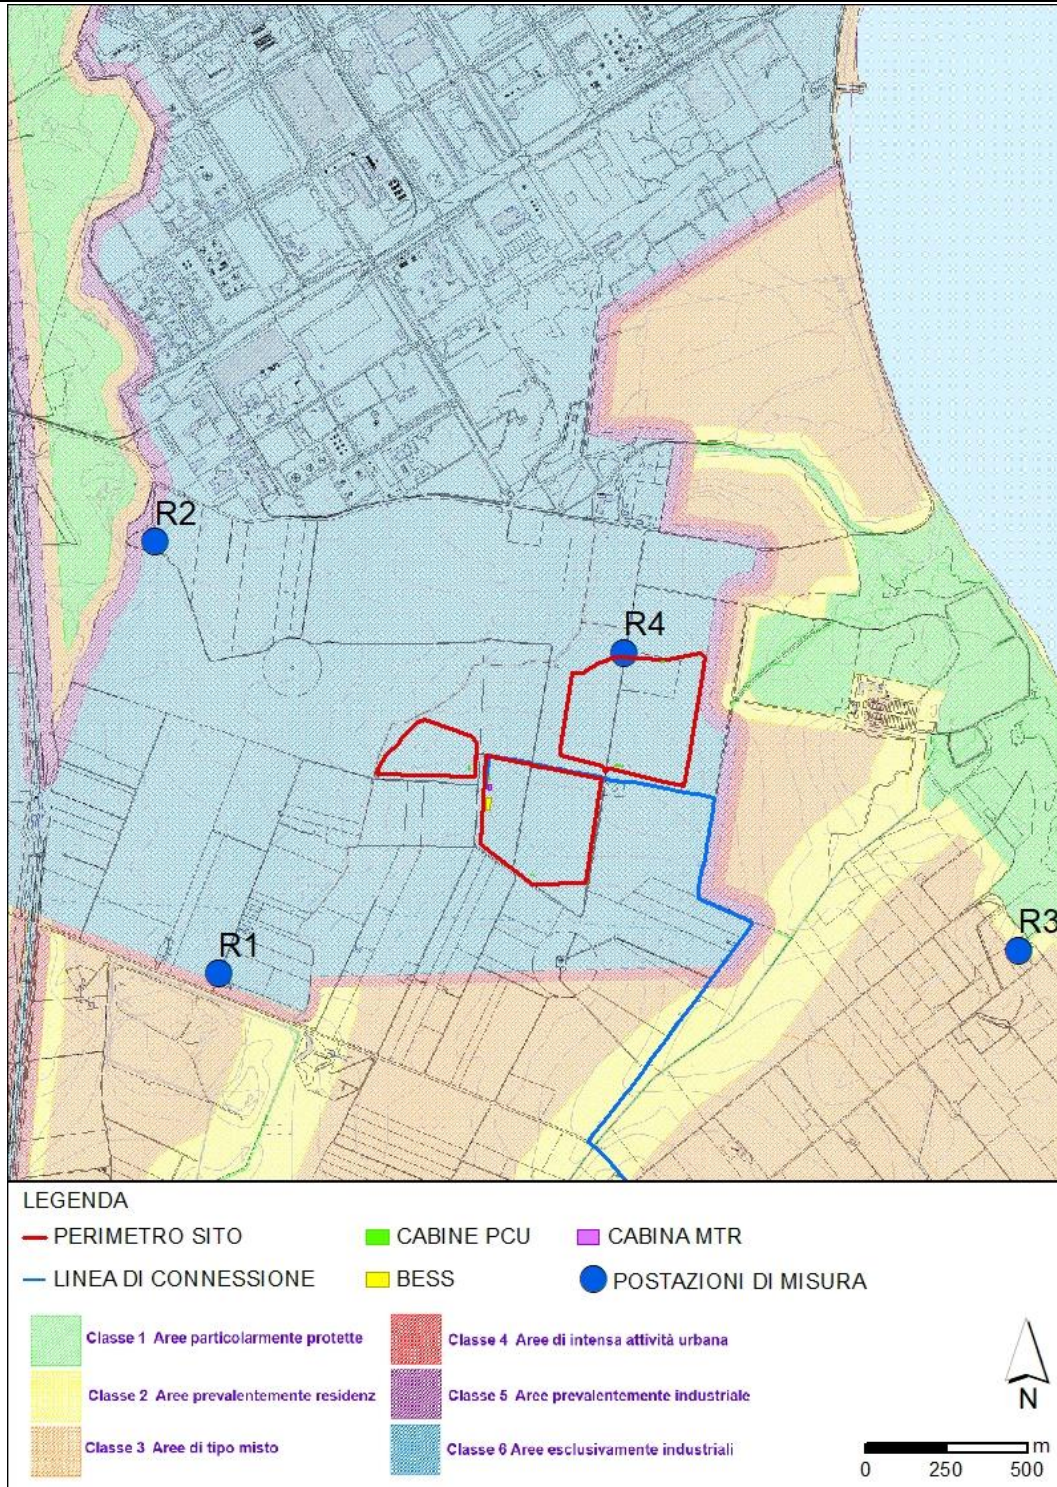 R2
R4
R1
R3
LEGENDA
PERIMETRO SITO
CABINE PCU
CABINA MTR
LINEA DI CONNESSIONE
BESS
POSTAZIONI DI MISURA
Classe 1 Aree particolarmente protette
Classe 4 Aree di intensa attività urbana
Classe 2 Aree prevalentemente residenz
Classe 5 Aree prevalentemente industriale
Classe 3 Aree di tipo misto
Classe 6 Aree esclusivamente industriali
N
m
0 250 500